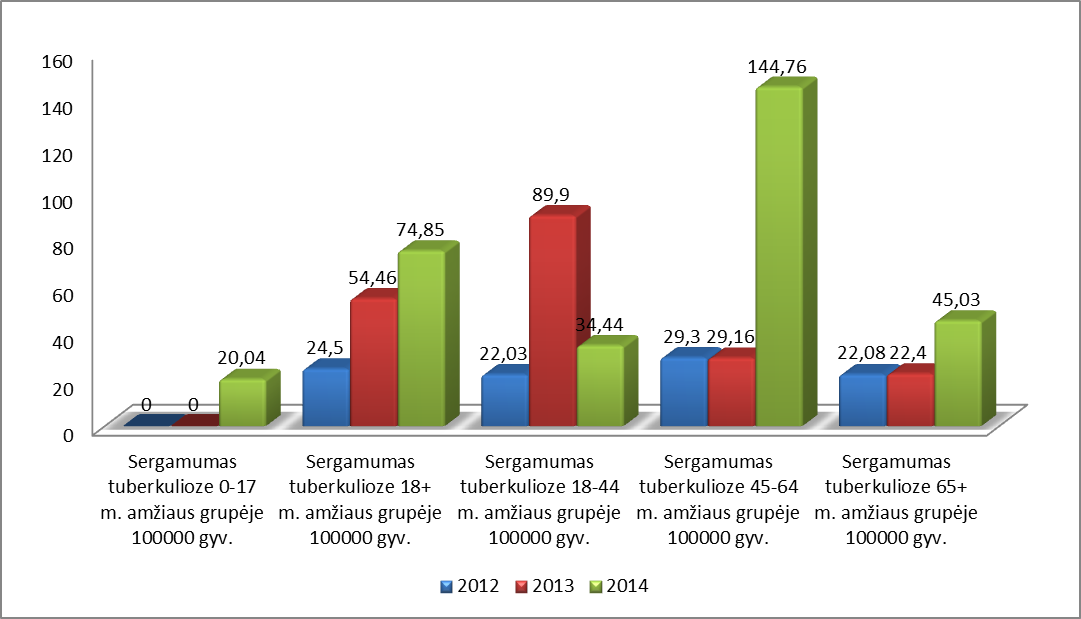 160
140
120
100
80
60
40
20
0
0
0
20,04
24,5
54,46
74,85
22,03
89,9
34,44
29,3
29,16
144,76
22,08
22,4
45,03
Sergamumas
tuberkulioze 0-17
m. amžiaus grupėje
100000 gyv.
Sergamumas
tuberkulioze 18+
m. amžiaus grupėje
100000 gyv.
Sergamumas
tuberkulioze 18-44
m. amžiaus grupėje
100000 gyv.
Sergamumas
tuberkulioze 45-64
m. amžiaus grupėje
100000 gyv.
Sergamumas
tuberkulioze 65+
m. amžiaus grupėje
100000 gyv.
2012 2013 2014